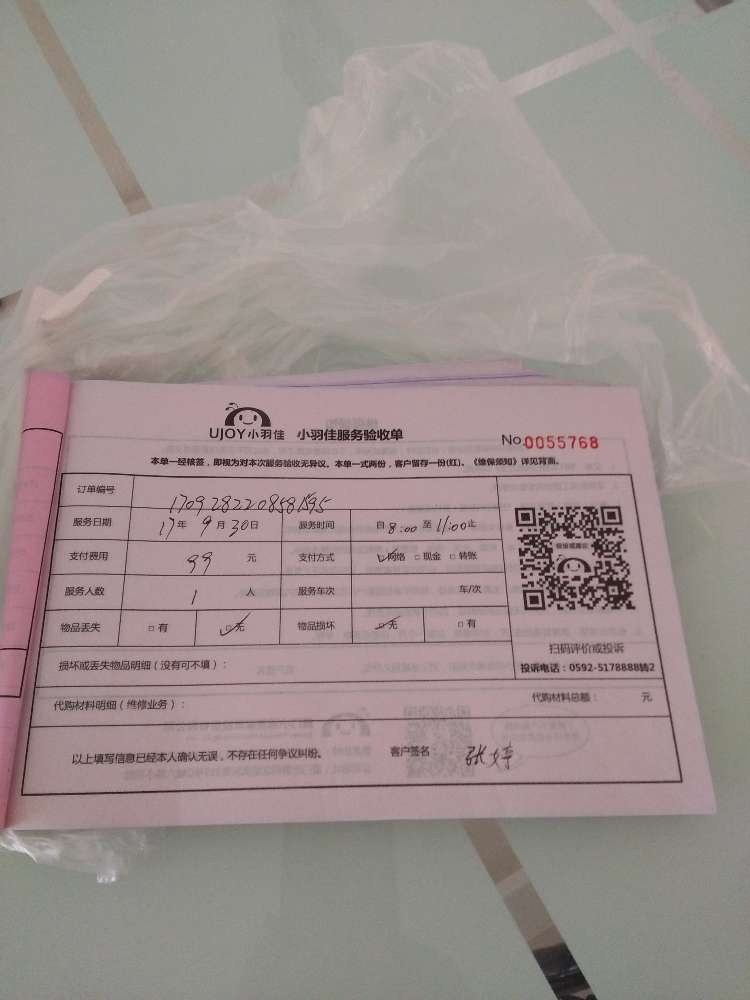 UJOY小羽佳 小羽佳服务验收单 No.0055768
本单一经核签，即视为对本次服务验收无异议。本单一式两份，客户留存一份(红)。《维保须知》详见背面。
订单编号 1709282208581595
服务日期 17年9月30日 服务时间 自8:00至11:00止
支付费用 99 元 支付方式 ☑网络 □现金 □转账
服务人数 1 人 服务车次 车/次
物品丢失 □有 ☑无 物品损坏 ☑无 □有
扫码评价或投诉
投诉电话：0592-5178888转2
损坏或丢失物品明细（没有可不填）：
代购材料明细（维修业务）： 代购材料总额： 元
以上填写信息已经本人确认无误，不存在任何争议纠纷。 客户签名： 张婷